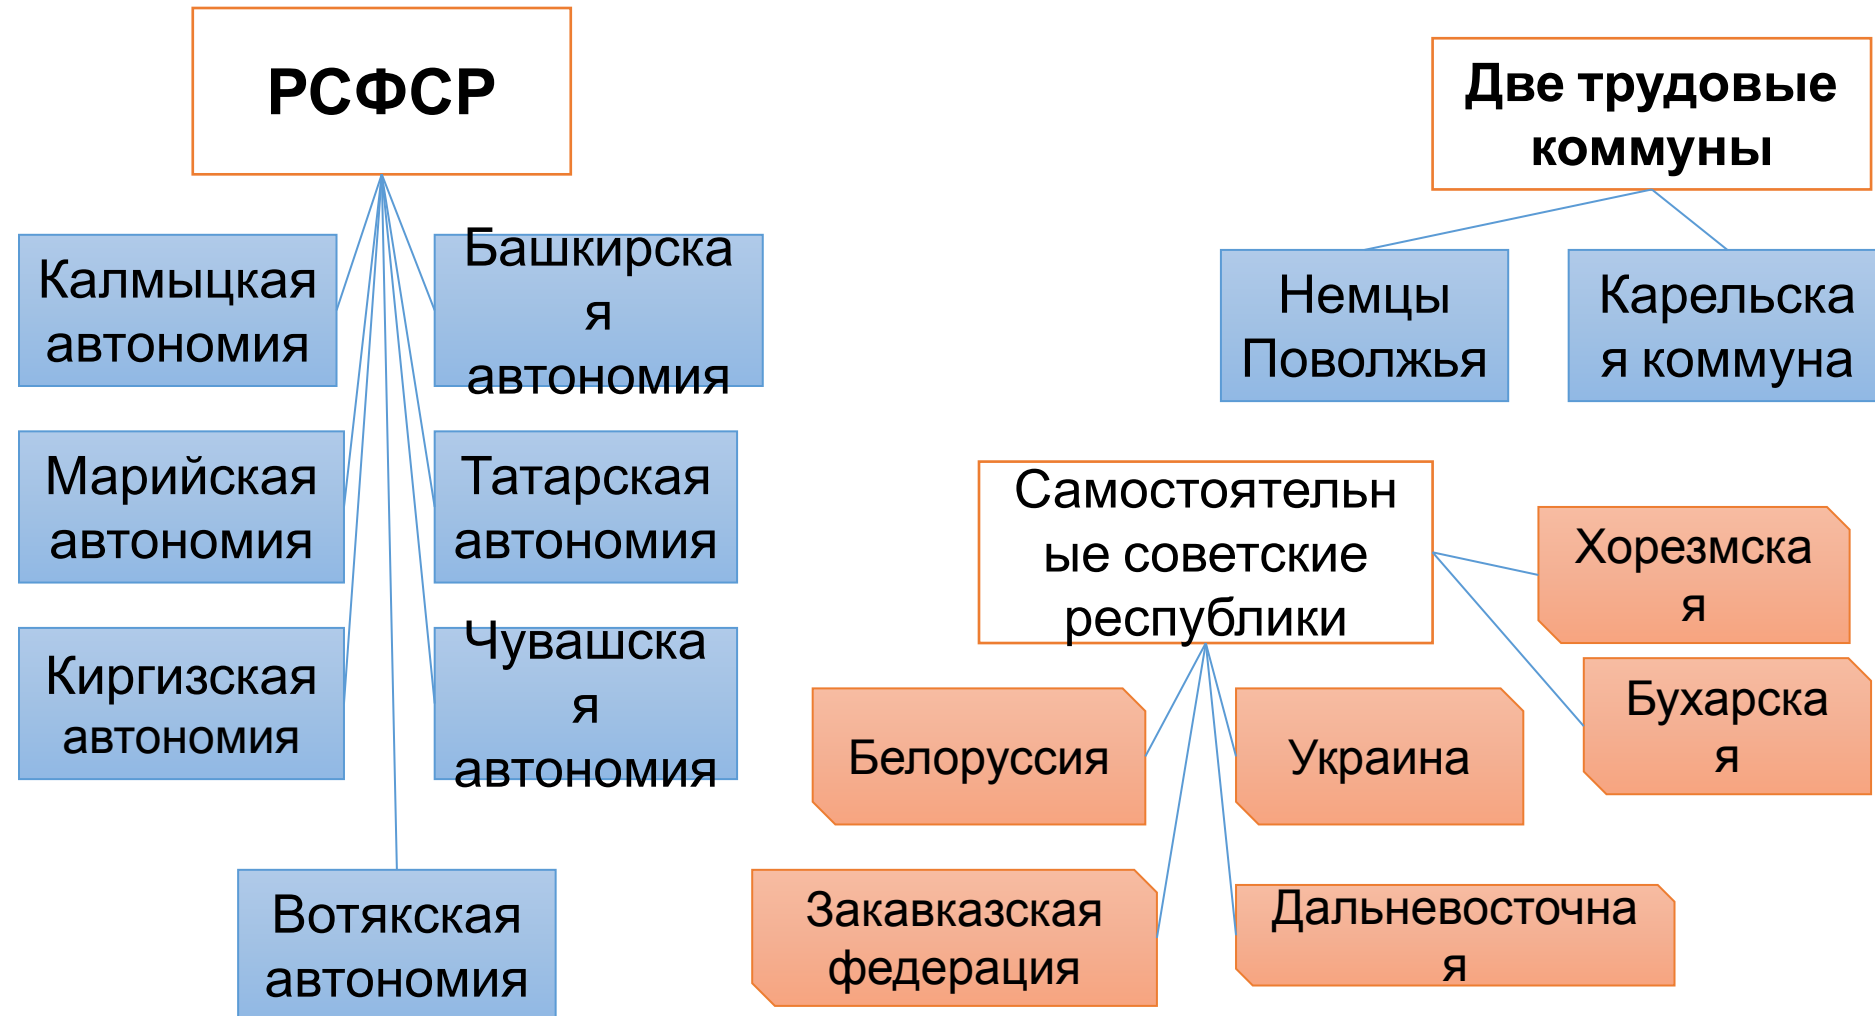 РСФСР
Калмыцкая
автономия
Башкирска
я
автономия
Марийская
автономия
Татарская
автономия
Киргизская
автономия
Чувашска
я
автономия
Вотякская
автономия
Две трудовые
коммуны
Немцы
Поволжья
Карельска
я коммуна
Самостоятельн
ые советские
республики
Хорезмска
я
Бухарска
я
Белоруссия
Украина
Закавказская
федерация
Дальневосточна
я